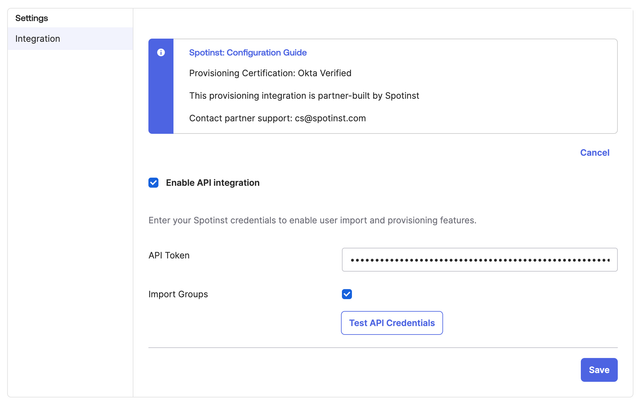 Settings
Integration
Spotinst: Configuration Guide
Provisioning Certification: Okta Verified
This provisioning integration is partner-built by Spotinst
Contact partner support: cs@spotinst.com
Cancel
Enable API integration
Enter your Spotinst credentials to enable user import and provisioning features.
API Token
Import Groups
Test API Credentials
Save